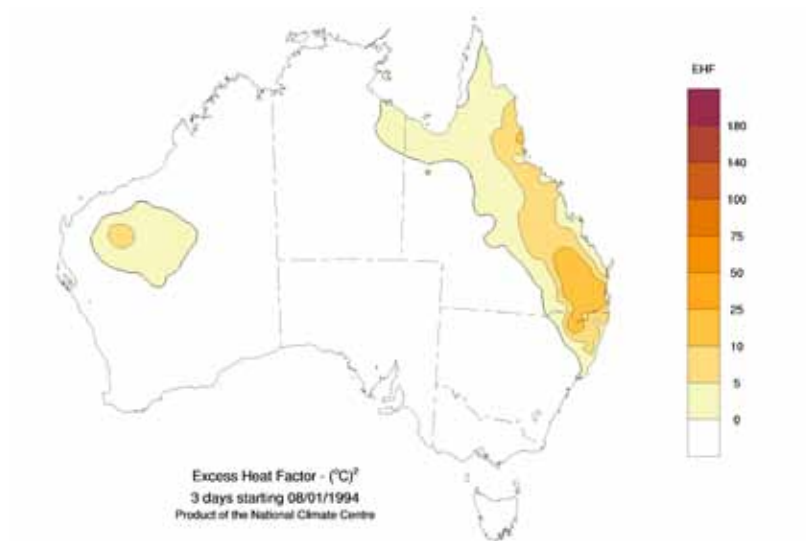 EHF
180
140
100
75
50
25
10
5
0
Excess Heat Factor - (°C)²
3 days starting 08/01/1994
Product of the National Climate Centre